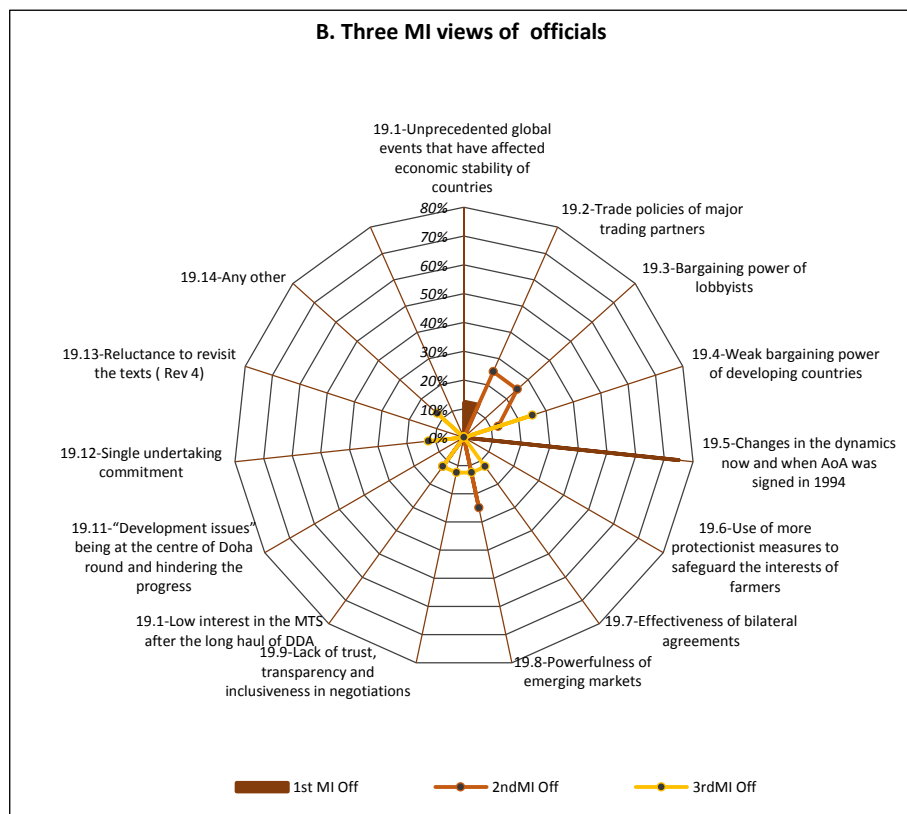 B. Three MI views of  officials
19.1-Unprecedented global
events that have affected
economic stability of
countries
19.2-Trade policies of major
trading partners
19.3-Bargaining power of
lobbyists
19.4-Weak bargaining power
of developing countries
19.5-Changes in the dynamics
now and when AoA was
signed in 1994
19.6-Use of more
protectionist measures to
safeguard the interests of
farmers
19.7-Effectiveness of bilateral
agreements
19.8-Powerfulness of
emerging markets
19.9-Lack of trust,
transparency and
inclusiveness in negotiations
19.1-Low interest in the MTS
after the long haul of DDA
19.11-“Development issues”
being at the centre of Doha
round and hindering the
progress
19.12-Single undertaking
commitment
19.13-Reluctance to revisit
the texts ( Rev 4)
19.14-Any other
80%
70%
60%
50%
40%
30%
20%
10%
0%
1st MI Off
2ndMI Off
3rdMI Off